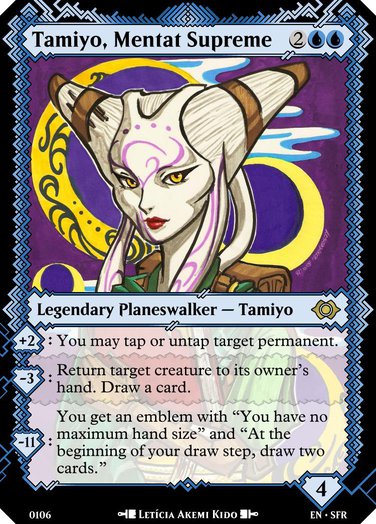 Tamiyo, Mentat Supreme 2
Legendary Planeswalker — Tamiyo
+2: You may tap or untap target permanent.
-3: Return target creature to its owner's
hand. Draw a card.
-11: You get an emblem with “You have no
maximum hand size” and “At the
beginning of your draw step, draw two
cards.”
4
0106 Letícia Akemi Kido EN • SFR